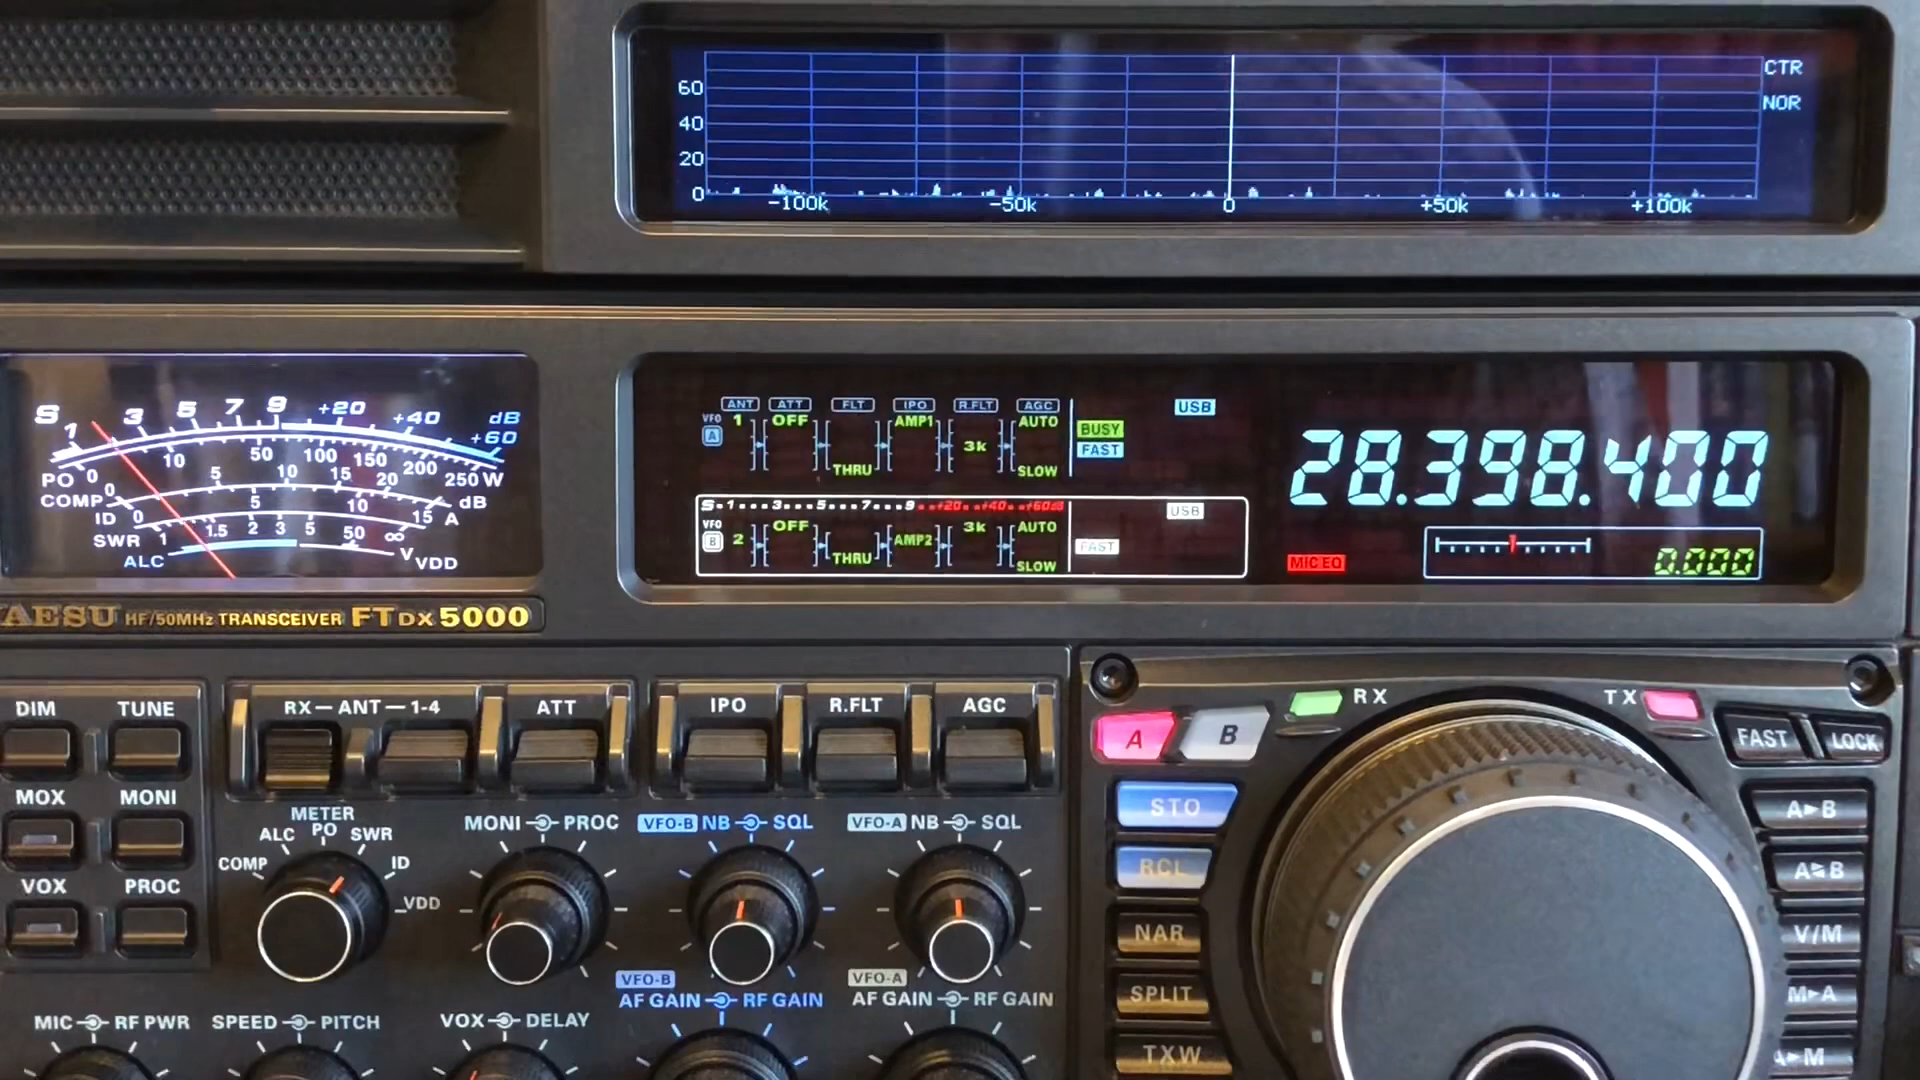 CTR
NOR
60
40
20
0
-100k -50k 0 +50k +100k
S 1 3 5 7 9 +20 +40 +60 dB
PO 0 10 50 100 150 200 250 W
COMP 0 5 10 15 20 dB
ID 0 5 10 15 A
SWR 1 1.5 2 3 5 50 ∞
ALC V VDD
ANT ATT FLT IPO R.FLT AGC
VFO A 1 OFF THRU AMP1 3k AUTO SLOW
BUSY
FAST
USB
28.398.400
S-1 3 5 7 9 +20 +40 +60dB
VFO B 2 OFF THRU AMP2 3k AUTO SLOW
FAST
USB
MIC EQ
0.000
AESU HF/50MHz TRANSCEIVER FTDX 5000
DIM TUNE
MOX MONI
VOX PROC
RX-ANT-1-4 ATT
IPO R.FLT AGC
METER
COMP ALC PO SWR ID VDD
MONI PROC
VFO-B NB SQL
VFO-A NB SQL
VFO-B
AF GAIN RF GAIN
VFO-A
AF GAIN RF GAIN
MIC RF PWR
SPEED PITCH
VOX DELAY
A B
RX
TX
FAST LOCK
STO
RCL
NAR
SPLIT
TXW
A▶B
V/M
M▶A